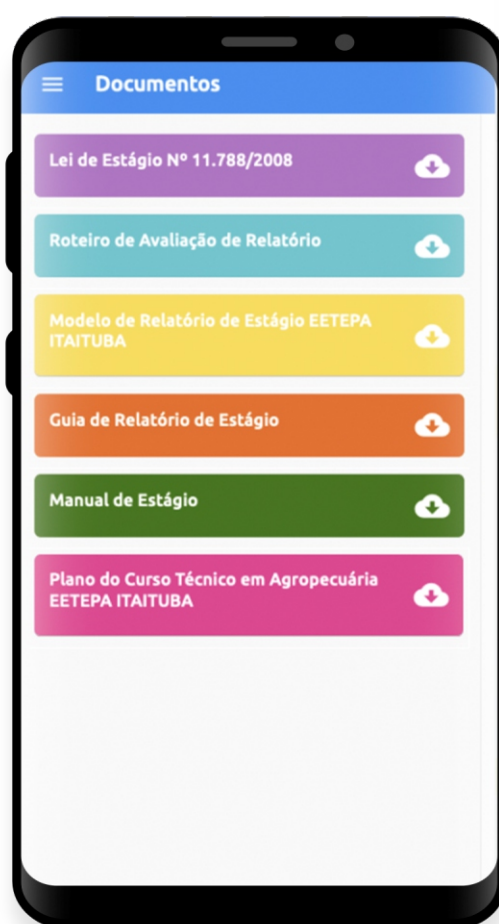 Documentos
Lei de Estágio Nº 11.788/2008
Roteiro de Avaliação de Relatório
Modelo de Relatório de Estágio EETEPA
ITAITUBA
Guia de Relatório de Estágio
Manual de Estágio
Plano do Curso Técnico em Agropecuária
EETEPA ITAITUBA